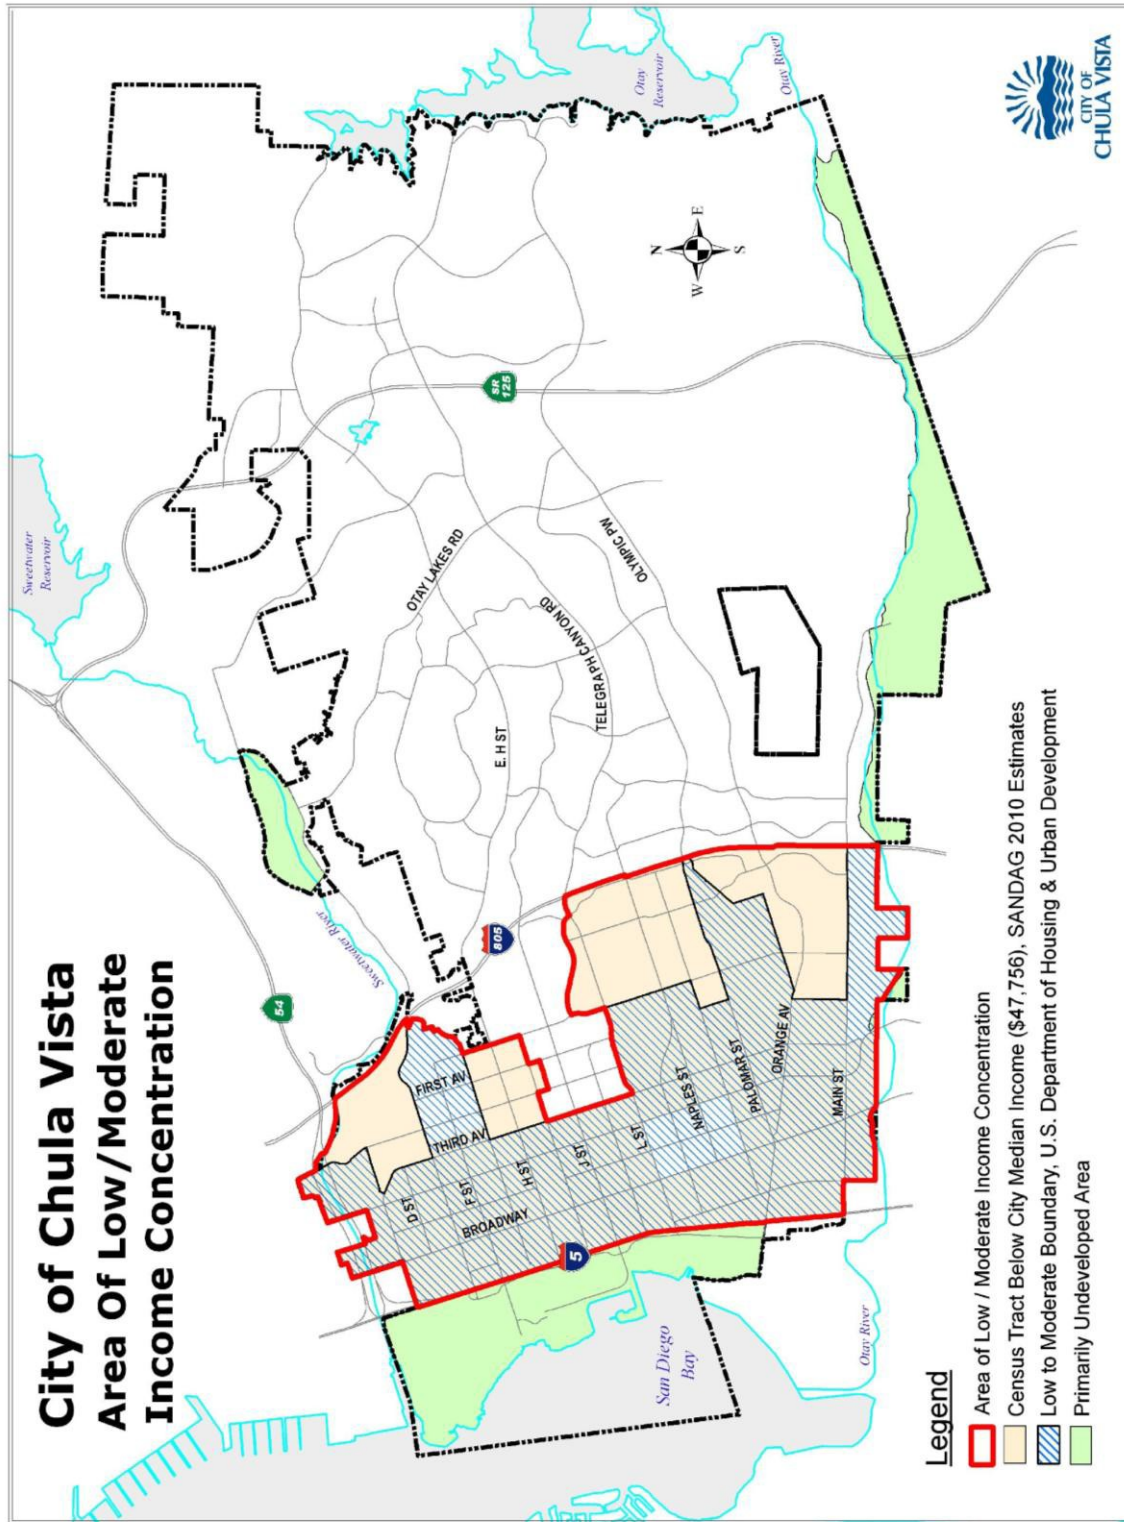 City of Chula Vista
Area Of Low/Moderate
Income Concentration
Sweetwater
Reservoir
Otay
Reservoir
Otay River
54
Sweetwater River
805
SR
125
OTAY LAKES RD
E. H ST
TELEGRAPH CANYON RD
OLYMPIC PW
N
W
E
S
FIRST AV
THIRD AV
D ST
F ST
H ST
J ST
L ST
BROADWAY
NAPLES ST
PALOMAR ST
ORANGE AV
MAIN ST
5
San Diego
Bay
Otay River
Legend
Area of Low / Moderate Income Concentration
Census Tract Below City Median Income ($47,756), SANDAG 2010 Estimates
Low to Moderate Boundary, U.S. Department of Housing & Urban Development
Primarily Undeveloped Area
CITY OF
CHULA VISTA